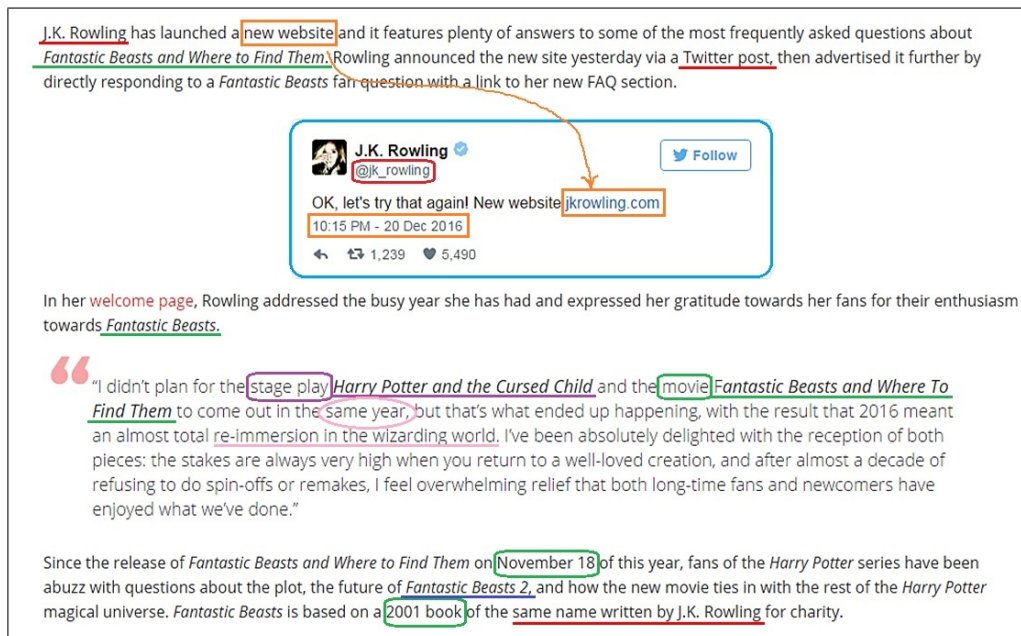 J.K. Rowling has launched a new website and it features plenty of answers to some of the most frequently asked questions about
Fantastic Beasts and Where to Find Them. Rowling announced the new site yesterday via a Twitter post, then advertised it further by
directly responding to a Fantastic Beasts fan question with a link to her new FAQ section.
J.K. Rowling
@jk_rowling
Follow
OK, let's try that again! New website jkrowling.com
10:15 PM - 20 Dec 2016
1,239 5,490
In her welcome page, Rowling addressed the busy year she has had and expressed her gratitude towards her fans for their enthusiasm
towards Fantastic Beasts.
“I didn’t plan for the stage play Harry Potter and the Cursed Child and the movie Fantastic Beasts and Where To
Find Them to come out in the same year, but that’s what ended up happening, with the result that 2016 meant
an almost total re-immersion in the wizarding world. I’ve been absolutely delighted with the reception of both
pieces: the stakes are always very high when you return to a well-loved creation, and after almost a decade of
refusing to do spin-offs or remakes, I feel overwhelming relief that both long-time fans and newcomers have
enjoyed what we’ve done.”
Since the release of Fantastic Beasts and Where to Find Them on November 18 of this year, fans of the Harry Potter series have been
abuzz with questions about the plot, the future of Fantastic Beasts 2, and how the new movie ties in with the rest of the Harry Potter
magical universe. Fantastic Beasts is based on a 2001 book of the same name written by J.K. Rowling for charity.